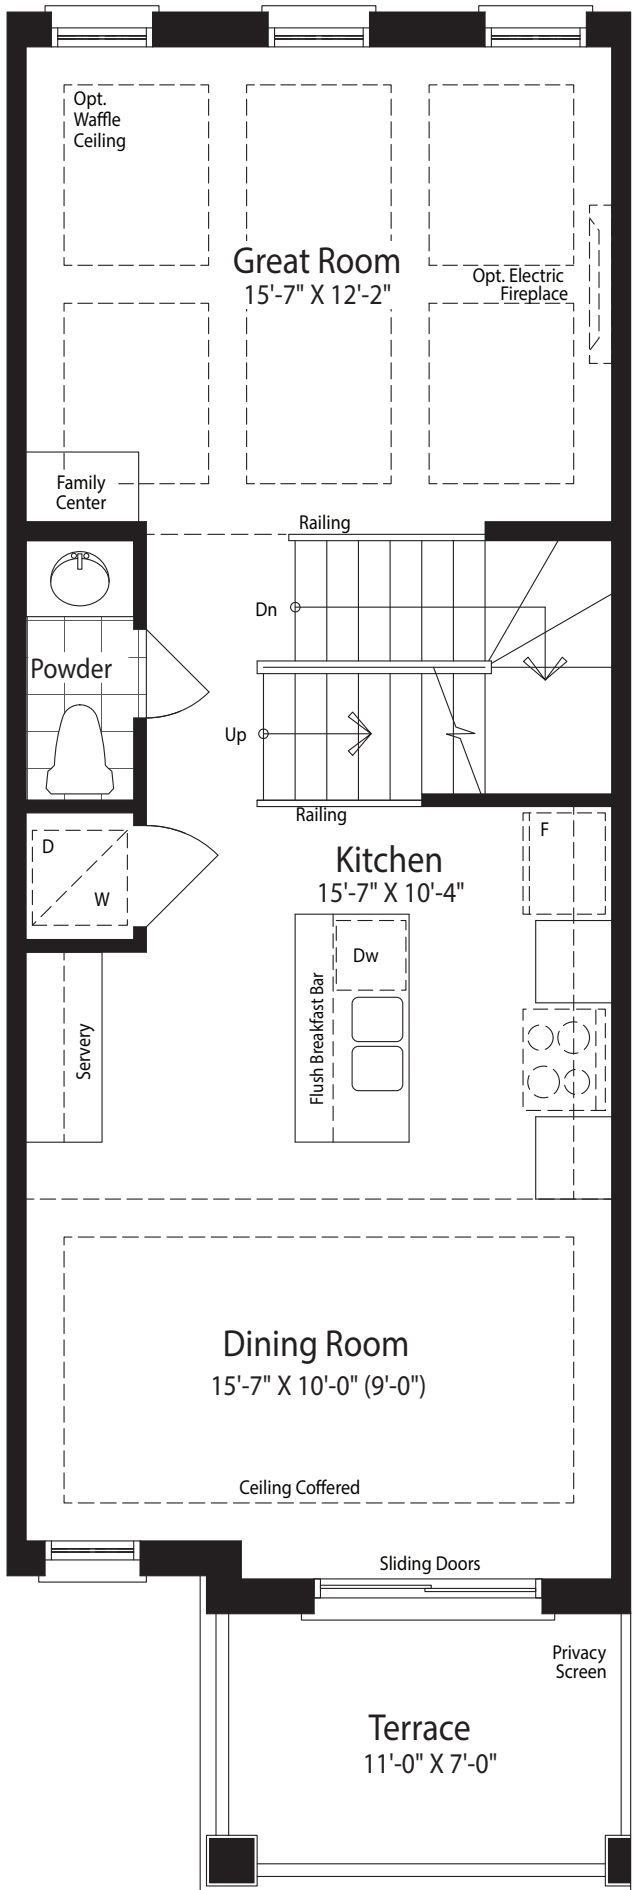 Opt.
Waffle
Ceiling
Great Room
15'-7" X 12'-2"
Opt. Electric
Fireplace
Family
Center
Railing
Dn
Powder
Up
Railing
D
W
Kitchen
15'-7" X 10'-4"
F
Dw
Flush Breakfast Bar
Servery
Dining Room
15'-7" X 10'-0" (9'-0")
Ceiling Coffered
Sliding Doors
Privacy
Screen
Terrace
11'-0" X 7'-0"